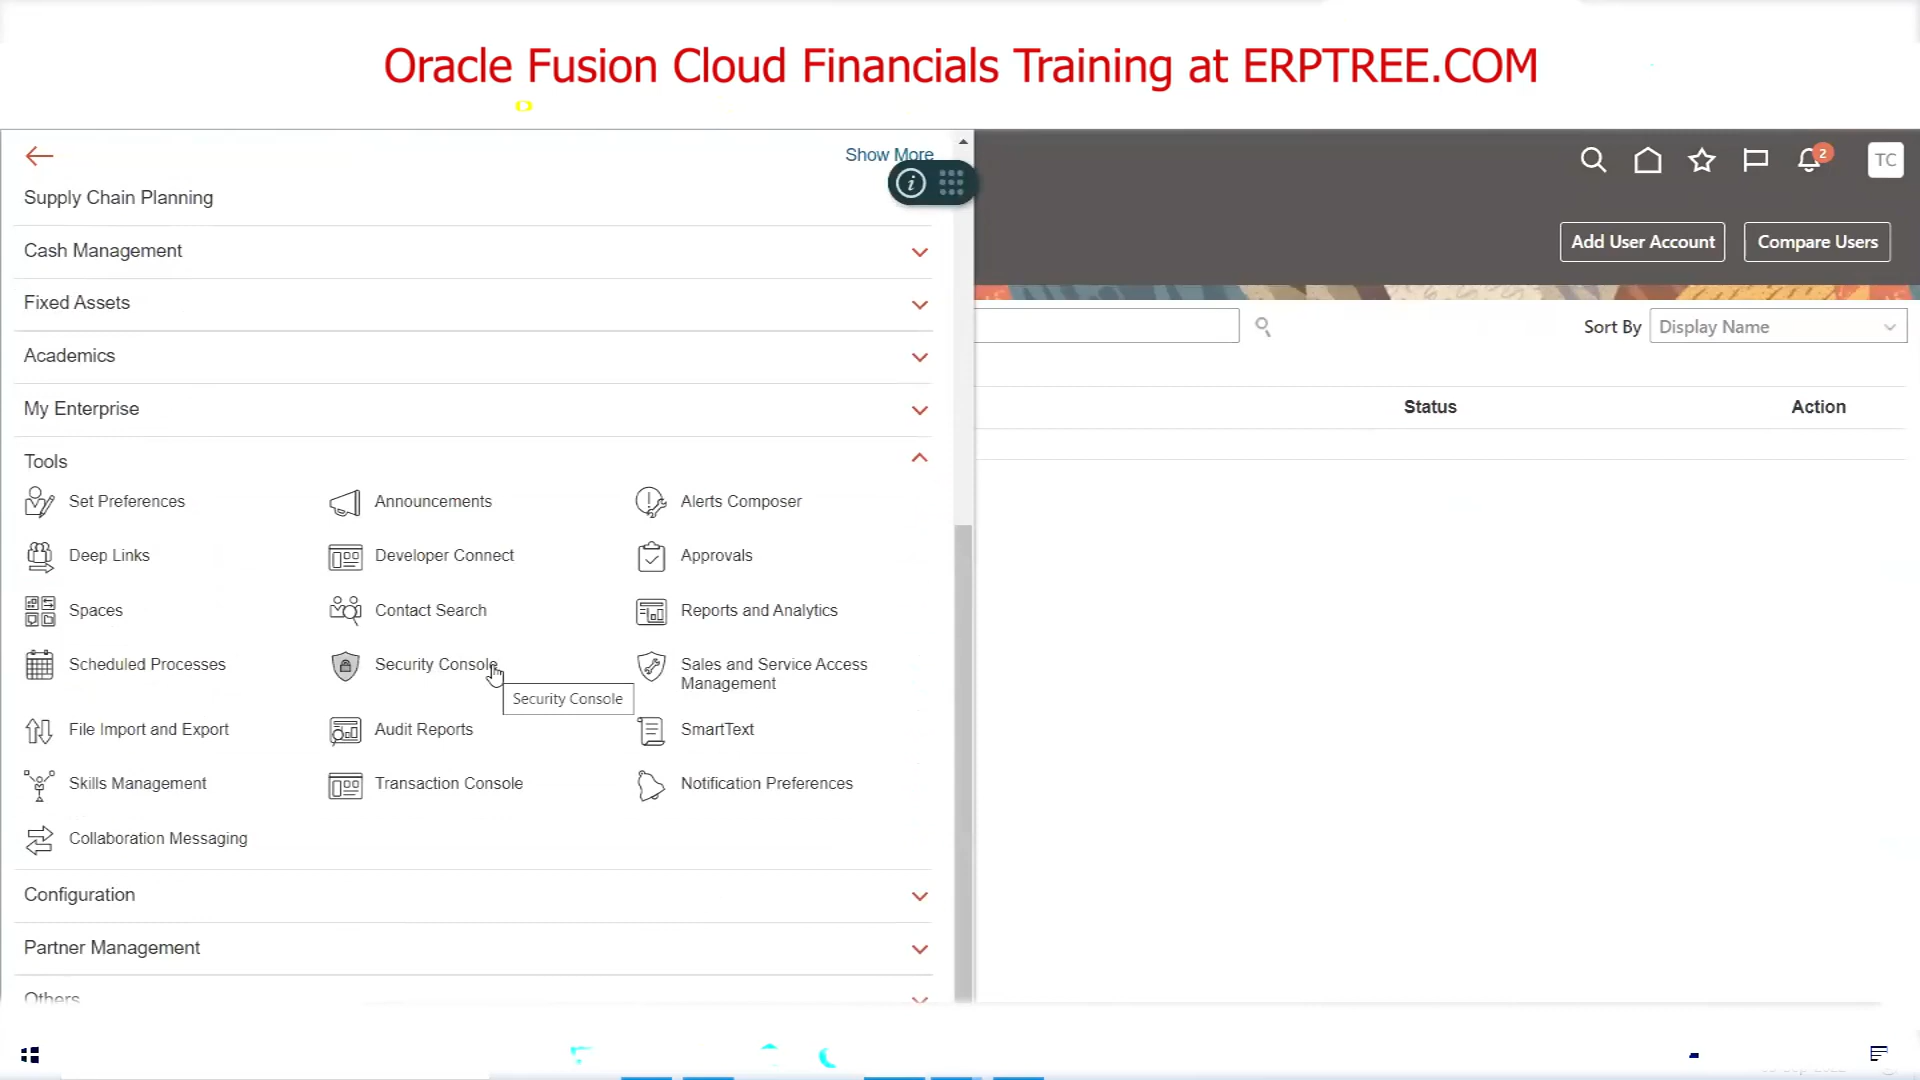 Oracle Fusion Cloud Financials Training at ERPTREE.COM
Show More
2
TC
Supply Chain Planning
Add User Account
Compare Users
Cash Management
Fixed Assets
Sort By
Display Name
Academics
My Enterprise
Status
Action
Tools
Set Preferences
Announcements
Alerts Composer
Deep Links
Developer Connect
Approvals
Spaces
Contact Search
Reports and Analytics
Scheduled Processes
Security Console
Sales and Service Access
Management
Security Console
File Import and Export
Audit Reports
SmartText
Skills Management
Transaction Console
Notification Preferences
Collaboration Messaging
Configuration
Partner Management
Others